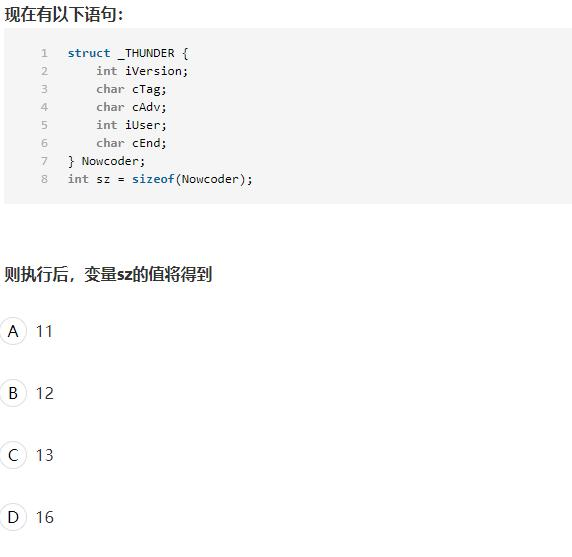 现在有以下语句：
1 struct _THUNDER {
2     int iVersion;
3     char cTag;
4     char cAdv;
5     int iUser;
6     char cEnd;
7 } Nowcoder;
8 int sz = sizeof(Nowcoder);
则执行后，变量sz的值将得到
A 11
B 12
C 13
D 16